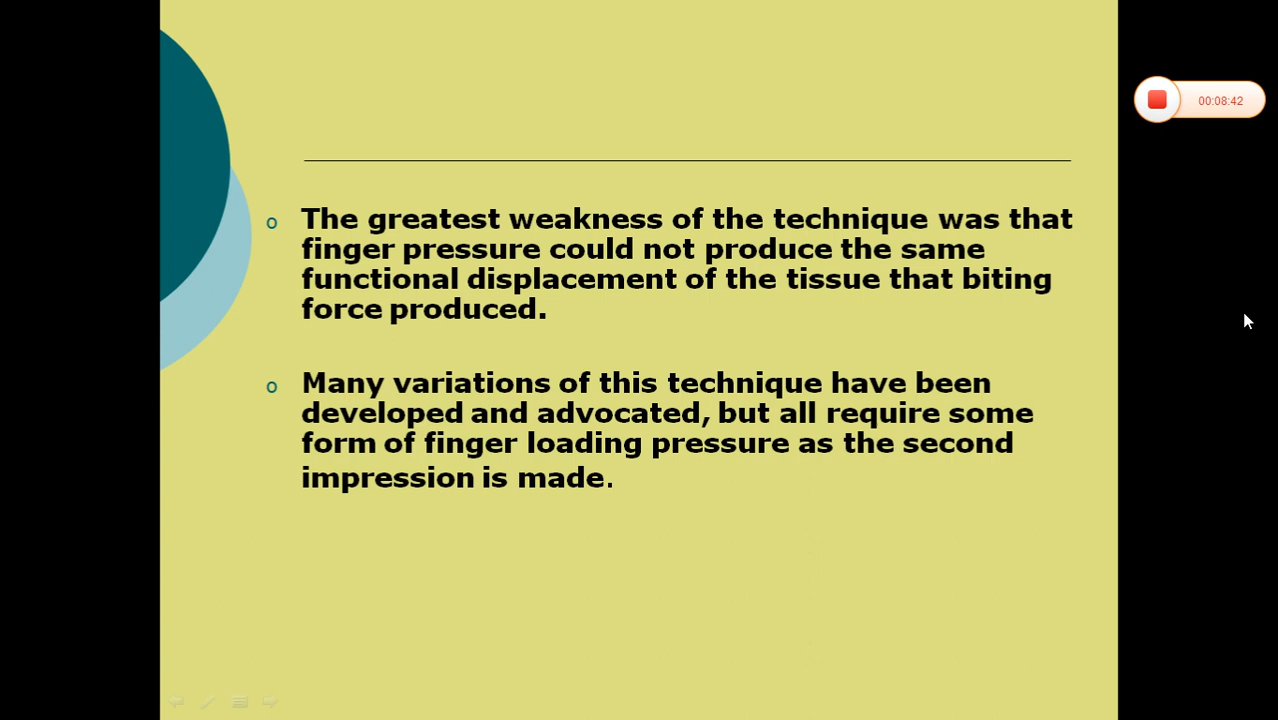 00:08:42
o The greatest weakness of the technique was that
finger pressure could not produce the same
functional displacement of the tissue that biting
force produced.
o Many variations of this technique have been
developed and advocated, but all require some
form of finger loading pressure as the second
impression is made.